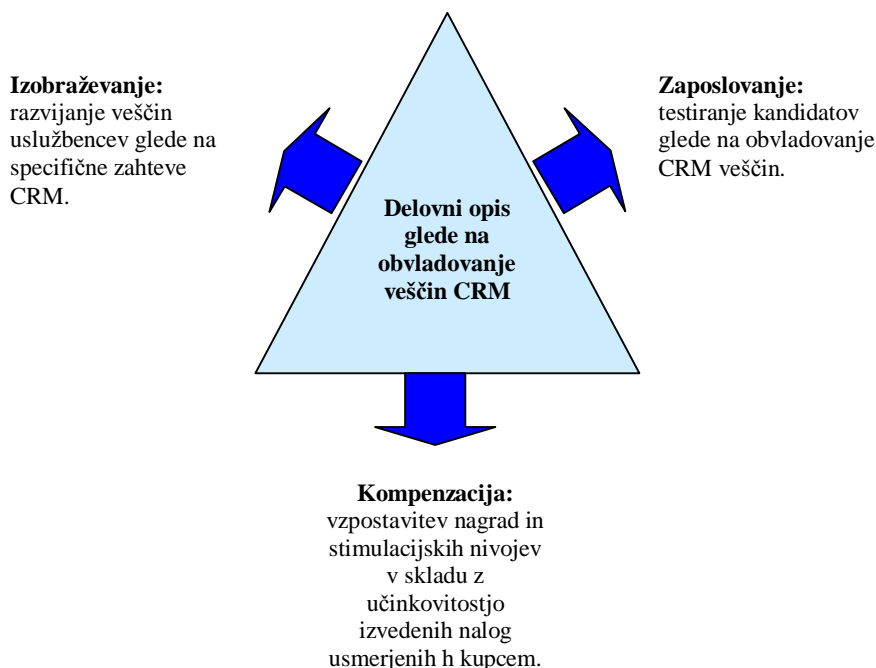 Izobraževanje:
razvijanje veščin
uslužbencev glede na
specifične zahteve
CRM.
Zaposlovanje:
testiranje kandidatov
glede na obvladovanje
CRM veščin.
Delovni opis
glede na
obvladovanje
veščin CRM
Kompenzacija:
vzpostavitev nagrad in
stimulacijskih nivojev
v skladu z
učinkovitostjo
izvedenih nalog
usmerjenih h kupcem.